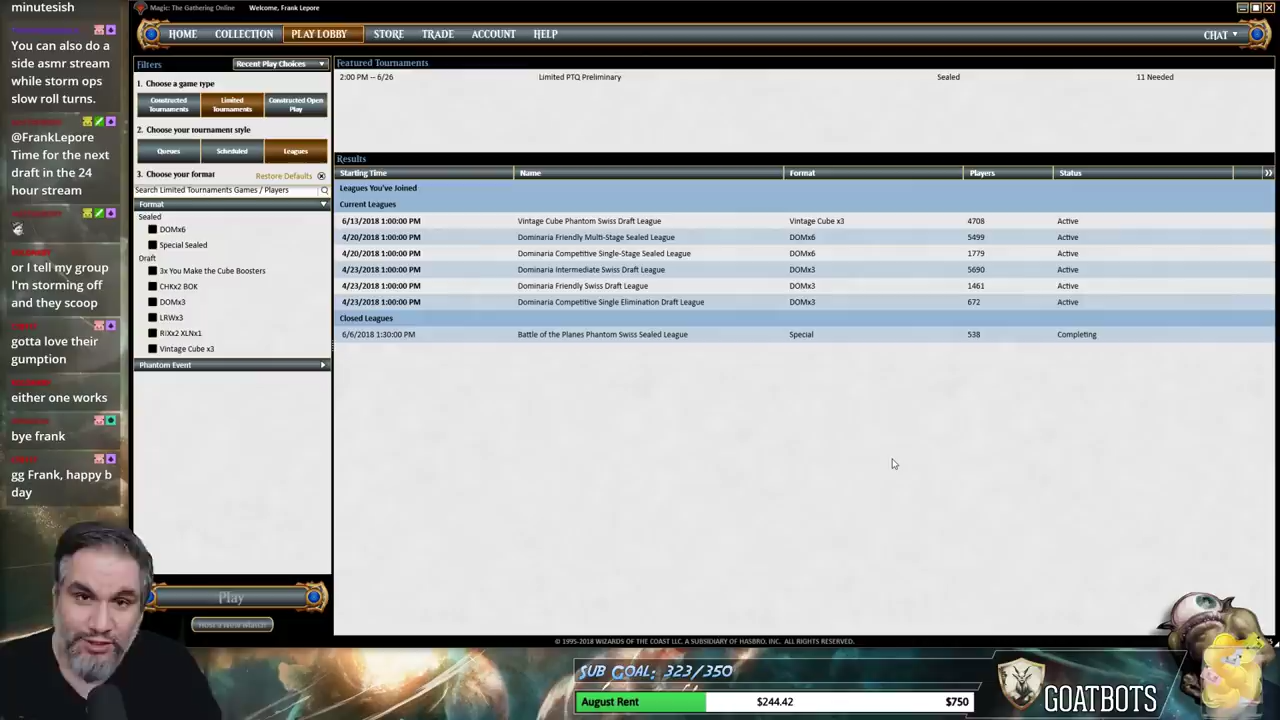 minutesish
You can also do a
side asmr stream
while storm ops
slow roll turns.
@FrankLepore
Time for the next
draft in the 24
hour stream
or I tell my group
I'm storming off
and they scoop
gotta love their
gumption
either one works
bye frank
gg Frank, happy b
day
Magic: The Gathering Online Welcome, Frank Lepore
HOME COLLECTION PLAY LOBBY STORE TRADE ACCOUNT HELP CHAT
Filters Recent Play Choices
1. Choose a game type
Constructed Tournaments Limited Tournaments Constructed Open Play
2. Choose your tournament style
Queues Scheduled Leagues
3. Choose your format Restore Defaults
Search Limited Tournaments Games / Players
Format
Sealed
DOMx6
Special Sealed
Draft
3x You Make the Cube Boosters
CHKx2 BOK
DOMx3
LRWx3
RIXx2 XLNx1
Vintage Cube x3
Phantom Event
Play
Host a New Match
Featured Tournaments
2:00 PM -- 6/26 Limited PTQ Preliminary Sealed 11 Needed
Results
Starting Time Name Format Players Status
Leagues You've Joined
Current Leagues
6/13/2018 1:00:00 PM Vintage Cube Phantom Swiss Draft League Vintage Cube x3 4708 Active
4/20/2018 1:00:00 PM Dominaria Friendly Multi-Stage Sealed League DOMx6 5499 Active
4/20/2018 1:00:00 PM Dominaria Competitive Single-Stage Sealed League DOMx6 1779 Active
4/23/2018 1:00:00 PM Dominaria Intermediate Swiss Draft League DOMx3 5690 Active
4/23/2018 1:00:00 PM Dominaria Friendly Swiss Draft League DOMx3 1461 Active
4/23/2018 1:00:00 PM Dominaria Competitive Single Elimination Draft League DOMx3 672 Active
Closed Leagues
6/6/2018 1:30:00 PM Battle of the Planes Phantom Swiss Sealed League Special 538 Completing
© 1995-2018 WIZARDS OF THE COAST LLC, A SUBSIDIARY OF HASBRO, INC. ALL RIGHTS RESERVED.
SUB GOAL: 323/350
August Rent $244.42 $750
GOATBOTS